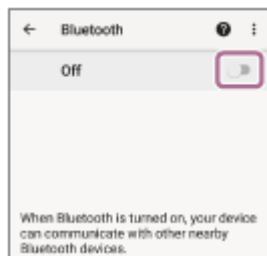 Bluetooth
Off
When Bluetooth is turned on, your device
can communicate with other nearby
Bluetooth devices.